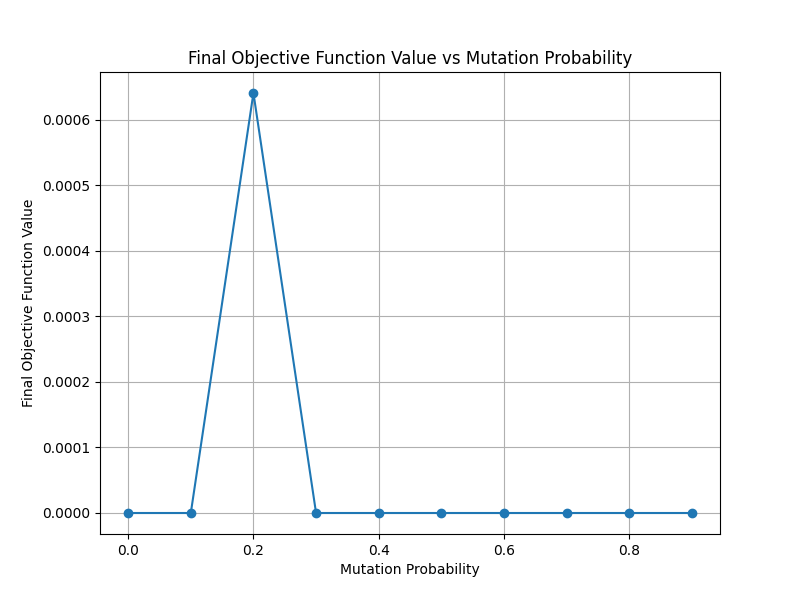 Final Objective Function Value vs Mutation Probability
Final Objective Function Value
0.0006
0.0005
0.0004
0.0003
0.0002
0.0001
0.0000
0.0 0.2 0.4 0.6 0.8
Mutation Probability